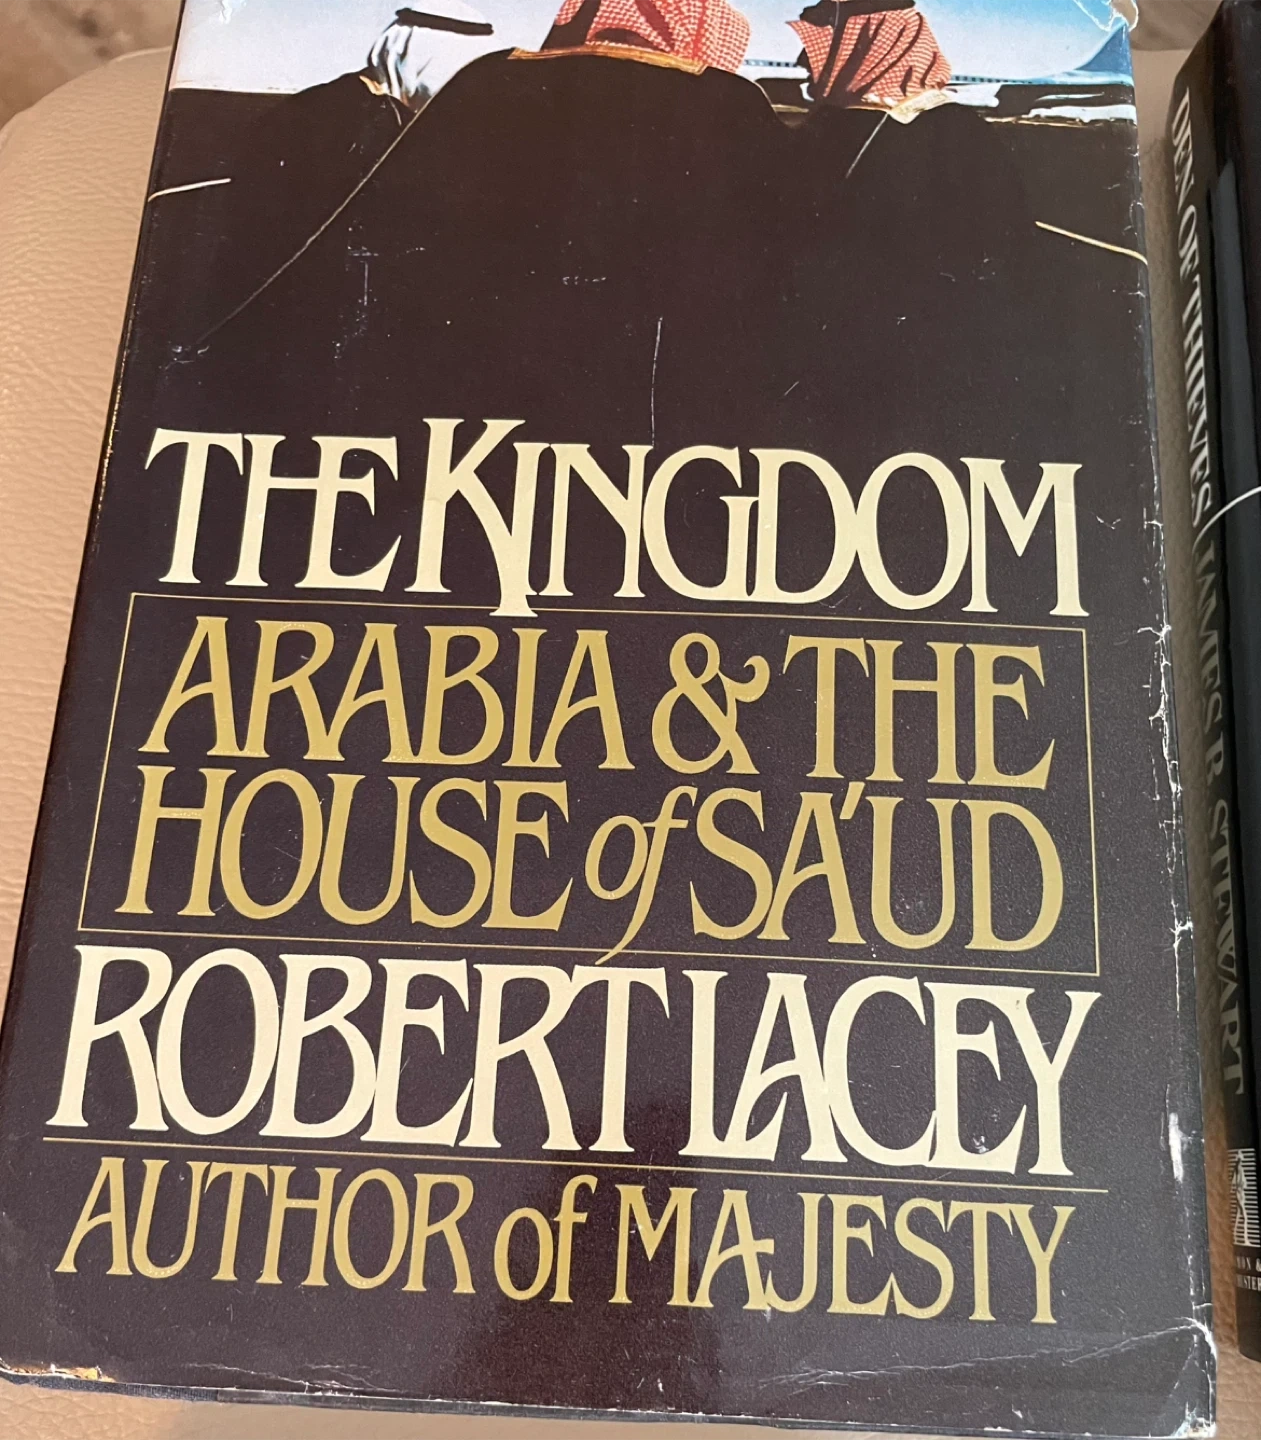 THE KINGDOM
ARABIA & THE
HOUSE of SA'UD
ROBERT LACEY
AUTHOR of MAJESTY
DEN OF THIEVES JAMES B. STEWART